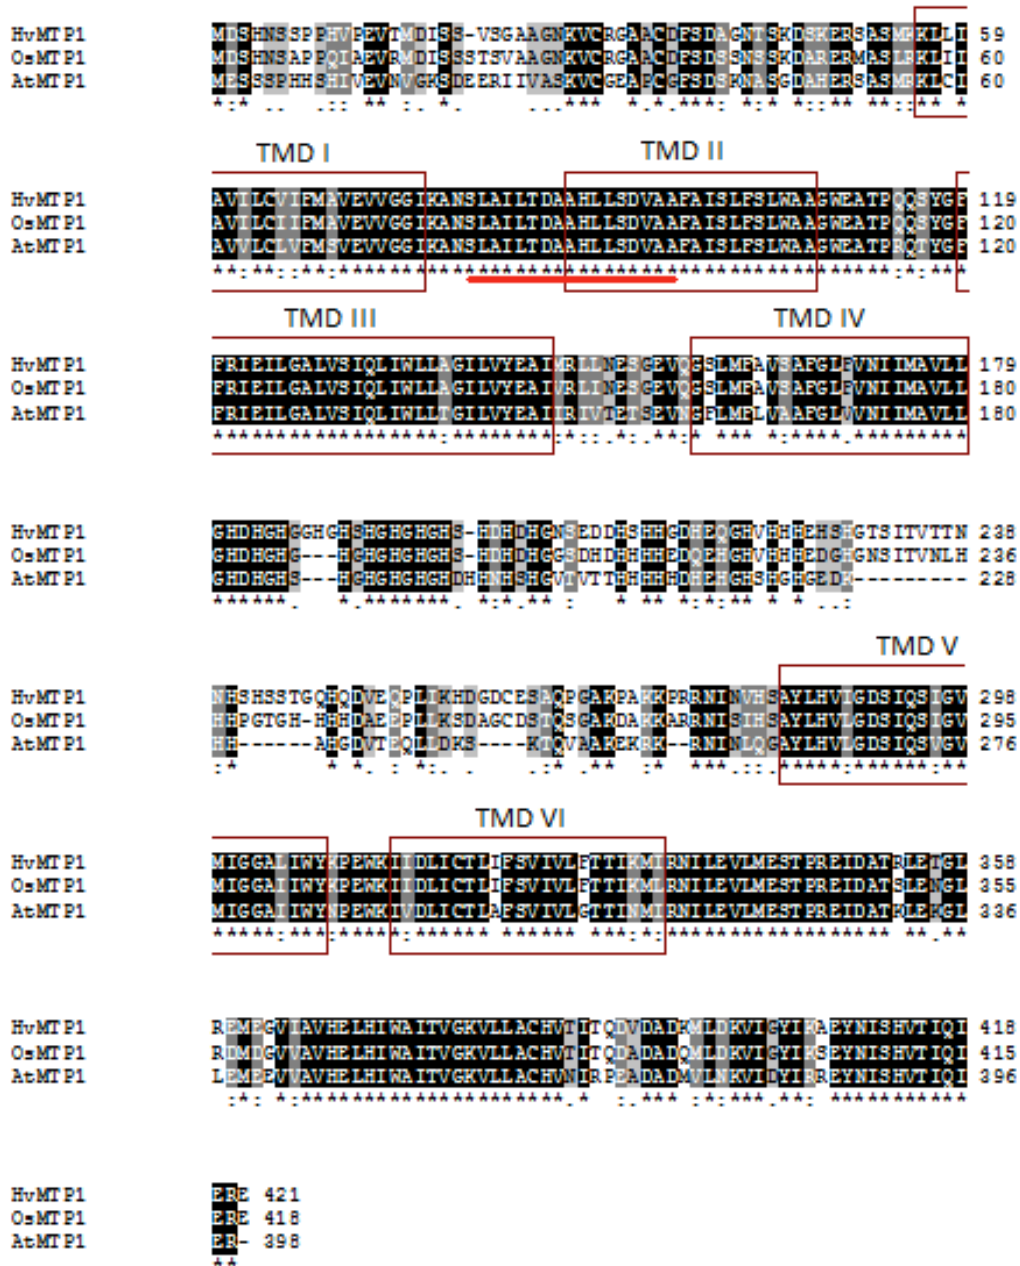 HvMTP1 MDSHNSSPPHVPEVTMDISS-VSGAAGNKVCRGAACDFSDAGNTSKDSKERSASMRKLLI 59
OsMTP1 MDSHNSAPPQIAEVRMDISSSTSVAAGNKVCRGAACDFSDSSNSSKDARERMASLRKLII 60
AtMTP1 MESSSPHHSHIVEVNVGKSDEERIIVASKVCGEAPCGFSDSKNASGDAHERSASMRKLCI 60
*:* ..  .:: ** :. *.     ...*** *.*.***: *:* *::** **::** *
TMD I TMD II
HvMTP1 AVILCVIFMAVEVVGGIKANSLAILTDAAHLLSDVAAFAISLFSLWAAGWEATPQQSYGF 119
OsMTP1 AVILCVIFMAVEVVGGIKANSLAILTDAAHLLSDVAAFAISLFSLWAAGWEATPQQSYGF 120
AtMTP1 AVVLCLVFMSVEVVGGIKANSLAILTDAAHLLSDVAAFAISLFSLWAAGWEATPRQTYGF 120
**:**::**:********************************************:*:***
TMD III TMD IV
HvMTP1 FRIEILGALVSIQLIWLLAGILVYEAIMRLLNESGEVQGSLMFAVSAFGLFVNIIMAVLL 179
OsMTP1 FRIEILGALVSIQLIWLLAGILVYEAIVRLINESGEVQGSLMFAVSAFGLFVNIIMAVLL 180
AtMTP1 FRIEILGALVSIQLIWLLTGILVYEAIIRIVTETSEVNGFLMFLVAAFGLVVNIIMAVLL 180
******************:********:*::.*:.**:* *** *:****.*********
HvMTP1 GHDHGHGGHGHSHGHGHGHS-HDHDHGNSEDDHSHHGDHEQGHVHHHEHSHGTSITVTTN 238
OsMTP1 GHDHGHG---HGHGHGHGHS-HDHDHGGSDHDHHHHEDQEHGHVHHHEDGHGNSITVNLH 236
AtMTP1 GHDHGHS---HGHGHGHGHDHHNHSHGVTVTTHHHHHDHEHGHSHGHGEDK--------- 228
******.   *.*******. *:*.** :   * ** *:*:** * *  ..:
TMD V
HvMTP1 NHSHSSTGQHQDVEQPLIKHDGDCESAQPGAKPAKKPRRNINVHSAYLHVLGDSIQSIGV 298
OsMTP1 HHPGTGH-HHHDAEEPLLKSDAGCDSTQSGAKDAKKARRNISIHSAYLHVLGDSIQSIGV 295
AtMTP1 HH------AHGDVTEQLLDKS----KTQVAAKEKRK--RNINLQGAYLHVLGDSIQSVGV 276
:*       * *. : *:. .    .:* .** :*  ***.::.************:**
TMD VI
HvMTP1 MIGGALIWYKPEWKIIDLICTLIFSVIVLFTTIKMIRNILEVLMESTPREIDATRLETGL 358
OsMTP1 MIGGAIIWYKPEWKIIDLICTLIFSVIVLFTTIKMLRNILEVLMESTPREIDATSLENGL 355
AtMTP1 MIGGAIIWYNPEWKIVDLICTLAFSVIVLGTTINMIRNILEVLMESTPREIDATKLEKGL 336
*****:***:*****:****** ****** ***:*:****************** **.**
HvMTP1 REMEGVIAVHELHIWAITVGKVLLACHVTITQDVDADKMLDKVIGYIKAEYNISHVTIQI 418
OsMTP1 RDMDGVVAVHELHIWAITVGKVLLACHVTITQDADADQMLDKVIGYIKSEYNISHVTIQI 415
AtMTP1 LEMEEVVAVHELHIWAITVGKVLLACHVNIRPEADADMVLNKVIDYIRREYNISHVTIQI 396
:*: *:*********************.*  :.*** :*:***.**: ***********
HvMTP1 ERE 421
OsMTP1 ERE 418
AtMTP1 ER- 398
**